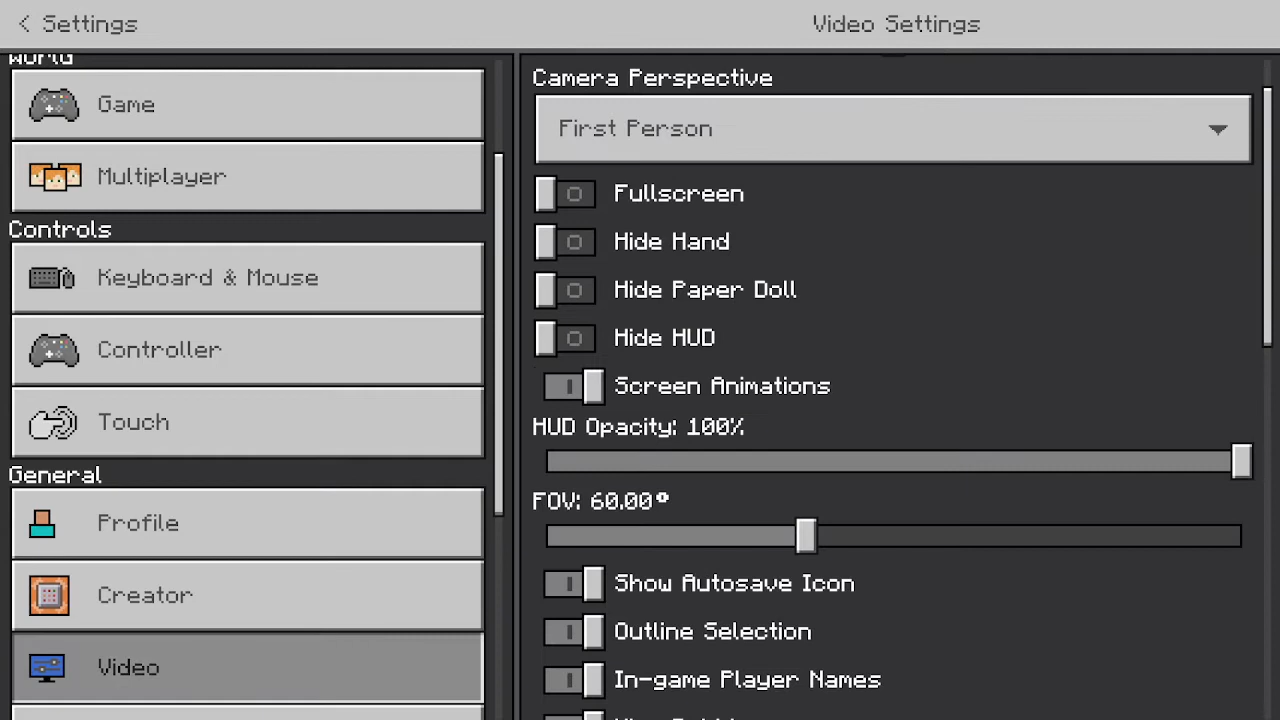 Settings
Video Settings
World
Game
Multiplayer
Controls
Keyboard & Mouse
Controller
Touch
General
Profile
Creator
Video
Camera Perspective
First Person
Fullscreen
Hide Hand
Hide Paper Doll
Hide HUD
Screen Animations
HUD Opacity: 100%
FOV: 60.00°
Show Autosave Icon
Outline Selection
In-game Player Names